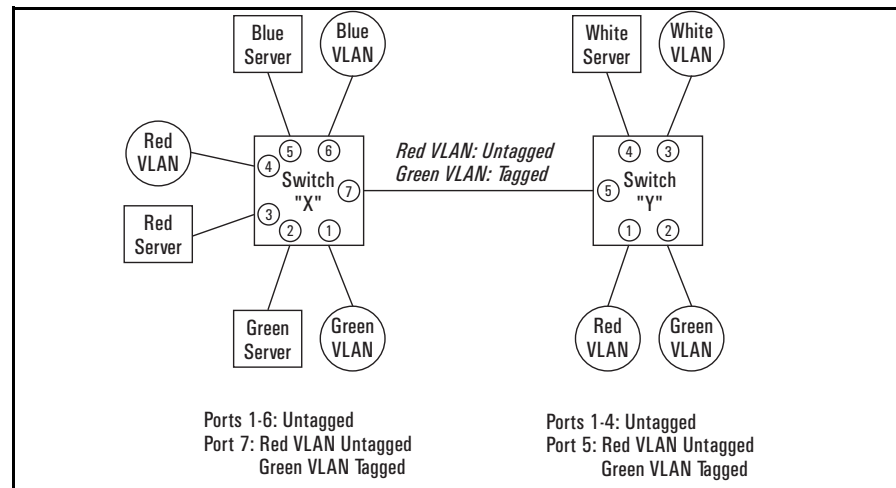 Blue
Server
Blue
VLAN
White
Server
White
VLAN
Red
VLAN
Red
Server
5
6
4
Switch
"X"
7
3
2
1
Red VLAN: Untagged
Green VLAN: Tagged
4
3
5
Switch
"Y"
1
2
Green
Server
Green
VLAN
Red
VLAN
Green
VLAN
Ports 1-6: Untagged
Port 7: Red VLAN Untagged
Green VLAN Tagged
Ports 1-4: Untagged
Port 5: Red VLAN Untagged
Green VLAN Tagged